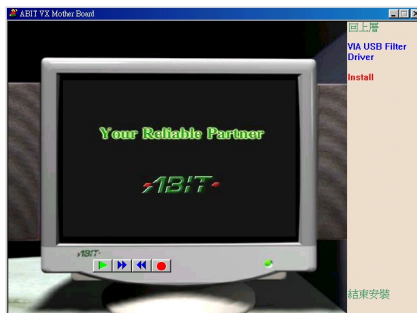 ABIT VX Mother Board
回上層
VIA USB Filter
Driver
Install
Your Reliable Partner
ABIT
ABIT
結束安裝